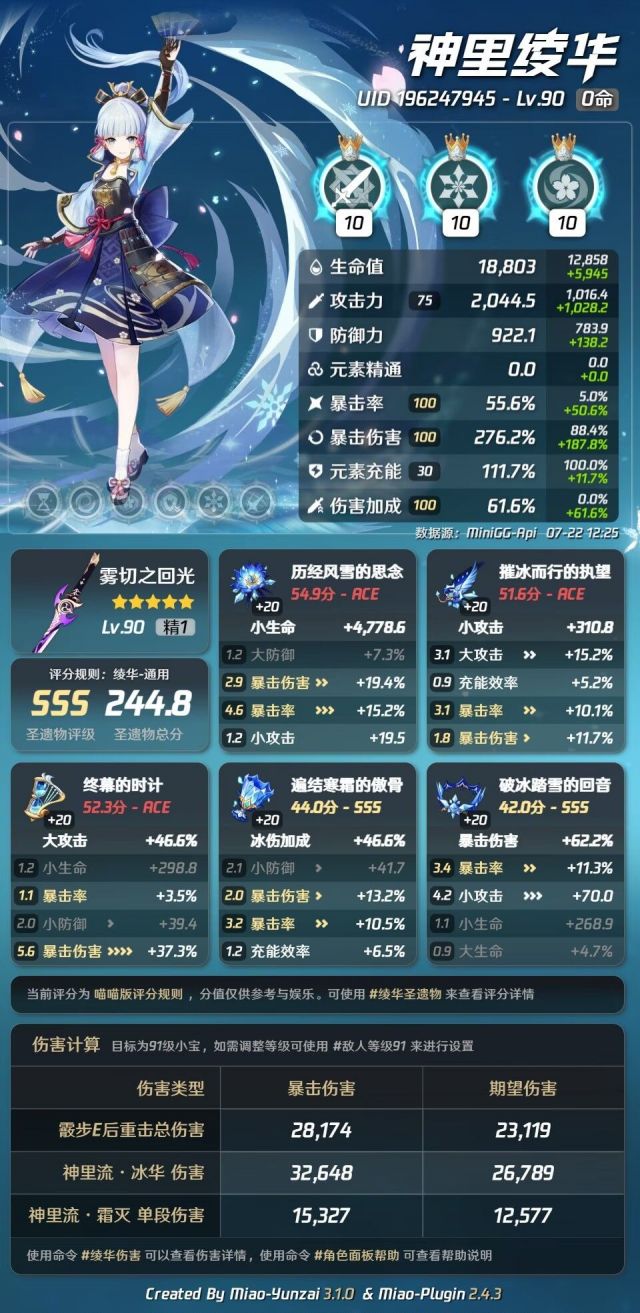 神里绫华
UID 196247945 - Lv.90 0命
10 10 10
生命值 18,803 12,858 +5,945
攻击力 75 2,044.5 1,016.4 +1,028.2
防御力 922.1 783.9 +138.2
元素精通 0.0 0.0 +0.0
暴击率 100 55.6% 5.0% +50.6%
暴击伤害 100 276.2% 88.4% +187.8%
元素充能 30 111.7% 100.0% +11.7%
伤害加成 100 61.6% 0.0% +61.6%
数据源：MiniGG-Api 07-22 12:25
雾切之回光
Lv.90 精1
评分规则：绫华-通用
SSS 244.8
圣遗物评级 圣遗物总分
历经风雪的思念
+20 54.9分 - ACE
小生命 +4,778.6
1.2 大防御 +7.3%
2.9 暴击伤害 +19.4%
4.6 暴击率 +15.2%
1.2 小攻击 +19.5
摧冰而行的执望
+20 51.6分 - ACE
小攻击 +310.8
3.1 大攻击 +15.2%
0.9 充能效率 +5.2%
3.1 暴击率 +10.1%
1.8 暴击伤害 +11.7%
终幕的时计
+20 52.3分 - ACE
大攻击 +46.6%
1.2 小生命 +298.8
1.1 暴击率 +3.5%
2.0 小防御 +39.4
5.6 暴击伤害 +37.3%
遍结寒霜的傲骨
+20 44.0分 - SSS
冰伤加成 +46.6%
2.1 小防御 +41.7
2.0 暴击伤害 +13.2%
3.2 暴击率 +10.5%
1.2 充能效率 +6.5%
破冰踏雪的回音
+20 42.0分 - SSS
暴击伤害 +62.2%
3.4 暴击率 +11.3%
4.2 小攻击 +70.0
1.1 小生命 +268.9
0.9 大生命 +4.7%
当前评分为 喵喵版评分规则 ，分值仅供参考与娱乐。可使用 #绫华圣遗物 来查看评分详情
伤害计算 目标为91级小宝，如需调整等级可使用 #敌人等级91 来进行设置
伤害类型 暴击伤害 期望伤害
霰步E后重击总伤害 28,174 23,119
神里流·冰华 伤害 32,648 26,789
神里流·霜灭 单段伤害 15,327 12,577
使用命令 #绫华伤害 可以查看伤害详情，使用命令 #角色面板帮助 可查看帮助说明
Created By Miao-Yunzai 3.1.0 & Miao-Plugin 2.4.3